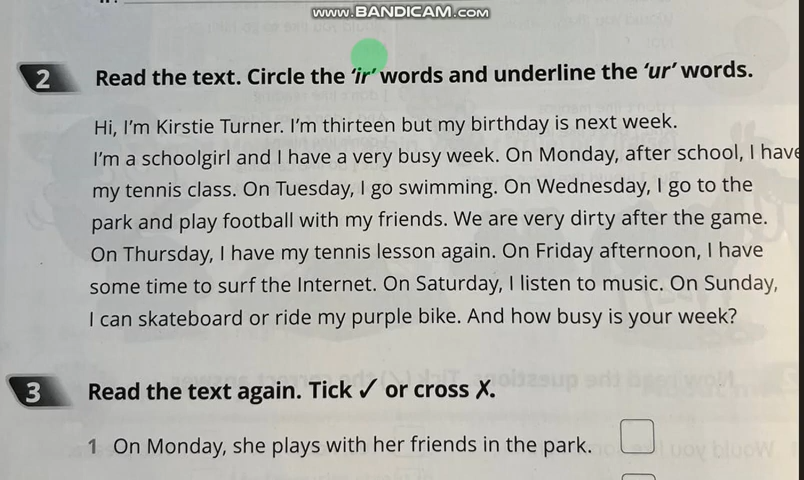 www.BANDICAM.com
2 Read the text. Circle the 'ir' words and underline the 'ur' words.
Hi, I'm Kirstie Turner. I'm thirteen but my birthday is next week.
I'm a schoolgirl and I have a very busy week. On Monday, after school, I have
my tennis class. On Tuesday, I go swimming. On Wednesday, I go to the
park and play football with my friends. We are very dirty after the game.
On Thursday, I have my tennis lesson again. On Friday afternoon, I have
some time to surf the Internet. On Saturday, I listen to music. On Sunday,
I can skateboard or ride my purple bike. And how busy is your week?
3 Read the text again. Tick ✓ or cross ✗.
1 On Monday, she plays with her friends in the park.